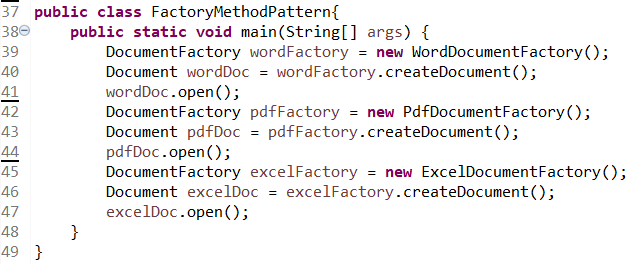 37 public class FactoryMethodPattern{
38     public static void main(String[] args) {
39         DocumentFactory wordFactory = new WordDocumentFactory();
40         Document wordDoc = wordFactory.createDocument();
41         wordDoc.open();
42         DocumentFactory pdfFactory = new PdfDocumentFactory();
43         Document pdfDoc = pdfFactory.createDocument();
44         pdfDoc.open();
45         DocumentFactory excelFactory = new ExcelDocumentFactory();
46         Document excelDoc = excelFactory.createDocument();
47         excelDoc.open();
48     }
49 }